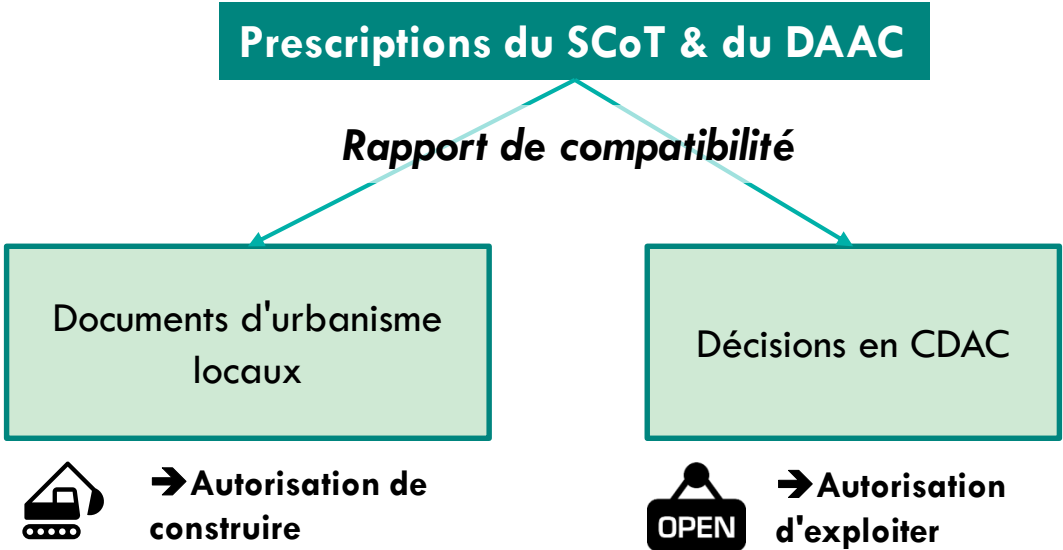 Prescriptions du SCoT & du DAAC
Rapport de compatibilité
Documents d'urbanisme
locaux
Décisions en CDAC
➔Autorisation de
construire
OPEN
➔Autorisation
d'exploiter